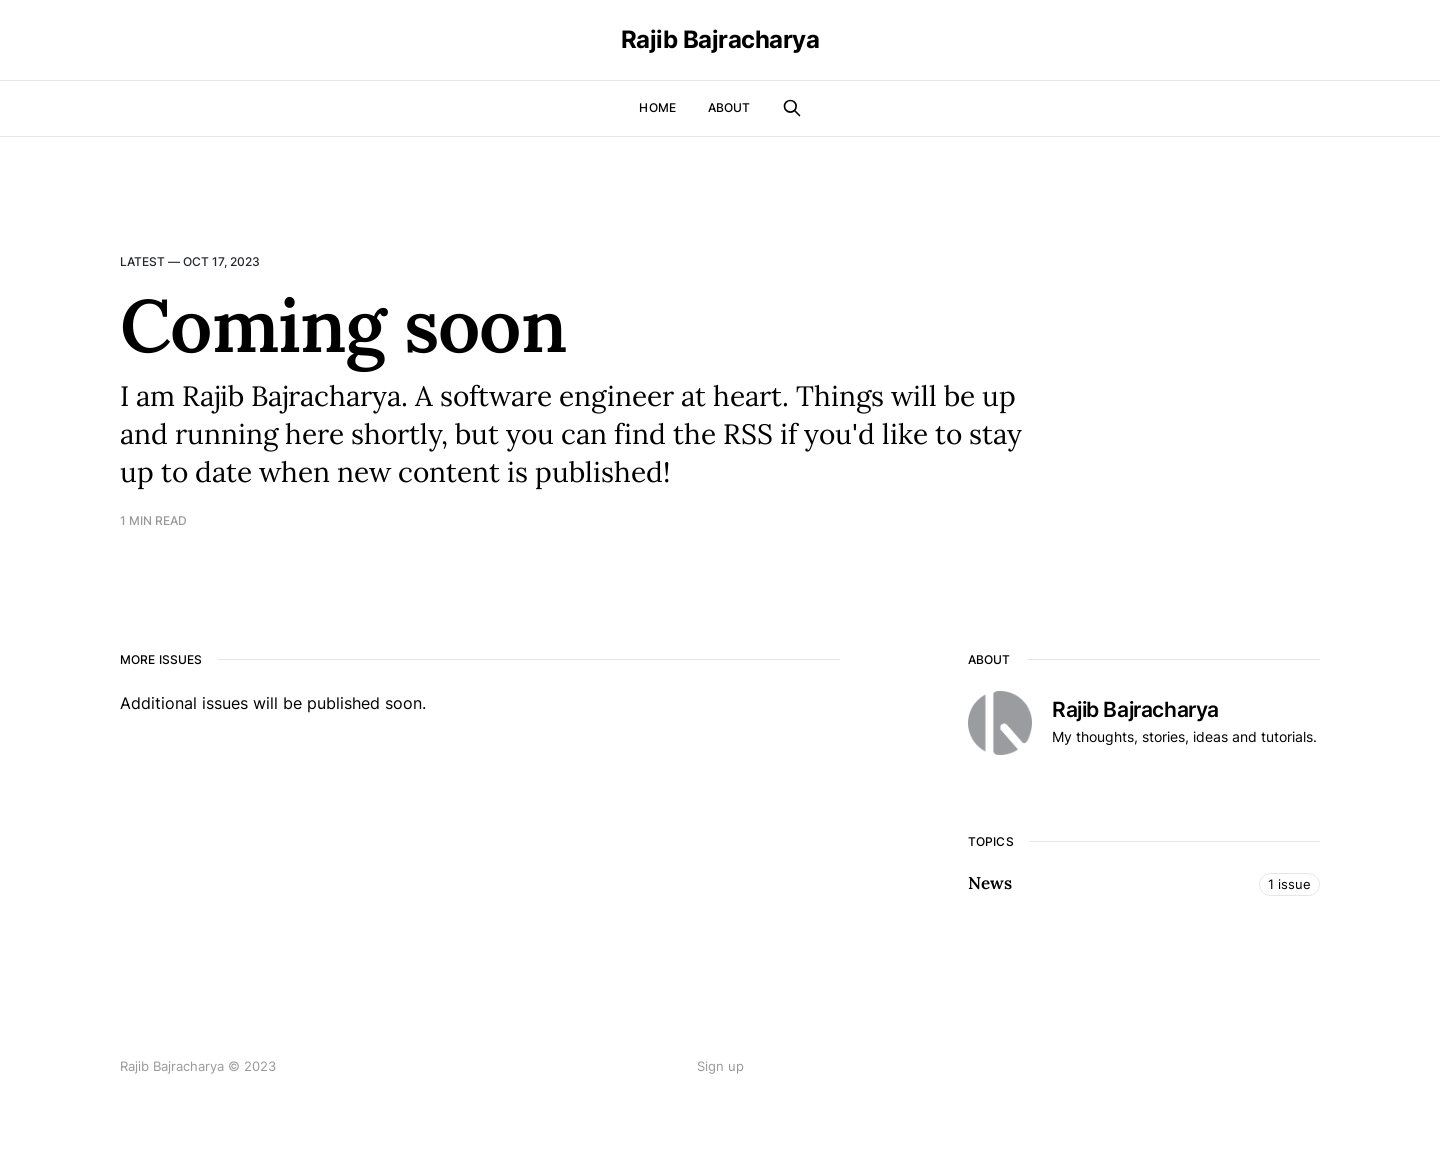 Rajib Bajracharya
HOME ABOUT
LATEST — OCT 17, 2023
Coming soon
I am Rajib Bajracharya. A software engineer at heart. Things will be up
and running here shortly, but you can find the RSS if you'd like to stay
up to date when new content is published!
1 MIN READ
MORE ISSUES
Additional issues will be published soon.
ABOUT
Rajib Bajracharya
My thoughts, stories, ideas and tutorials.
TOPICS
News 1 issue
Rajib Bajracharya © 2023
Sign up